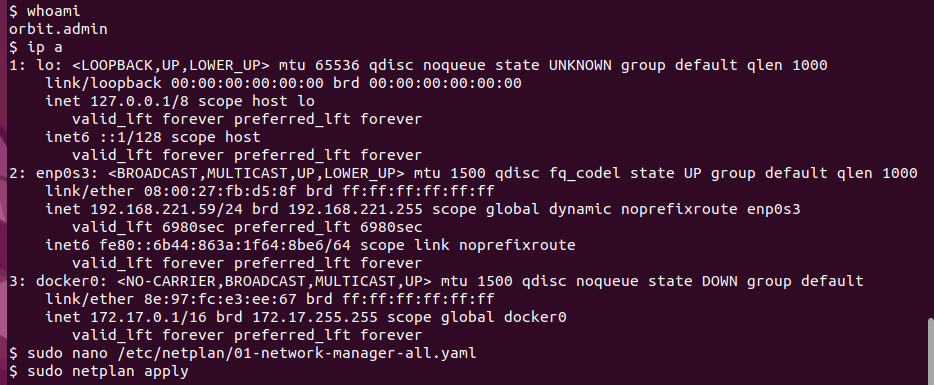 $ whoami
orbit.admin
$ ip a
1: lo: <LOOPBACK,UP,LOWER_UP> mtu 65536 qdisc noqueue state UNKNOWN group default qlen 1000
    link/loopback 00:00:00:00:00:00 brd 00:00:00:00:00:00
    inet 127.0.0.1/8 scope host lo
       valid_lft forever preferred_lft forever
    inet6 ::1/128 scope host
       valid_lft forever preferred_lft forever
2: enp0s3: <BROADCAST,MULTICAST,UP,LOWER_UP> mtu 1500 qdisc fq_codel state UP group default qlen 1000
    link/ether 08:00:27:fb:d5:8f brd ff:ff:ff:ff:ff:ff
    inet 192.168.221.59/24 brd 192.168.221.255 scope global dynamic noprefixroute enp0s3
       valid_lft 6980sec preferred_lft 6980sec
    inet6 fe80::6b44:863a:1f64:8be6/64 scope link noprefixroute
       valid_lft forever preferred_lft forever
3: docker0: <NO-CARRIER,BROADCAST,MULTICAST,UP> mtu 1500 qdisc noqueue state DOWN group default
    link/ether 8e:97:fc:e3:ee:67 brd ff:ff:ff:ff:ff:ff
    inet 172.17.0.1/16 brd 172.17.255.255 scope global docker0
       valid_lft forever preferred_lft forever
$ sudo nano /etc/netplan/01-network-manager-all.yaml
$ sudo netplan apply